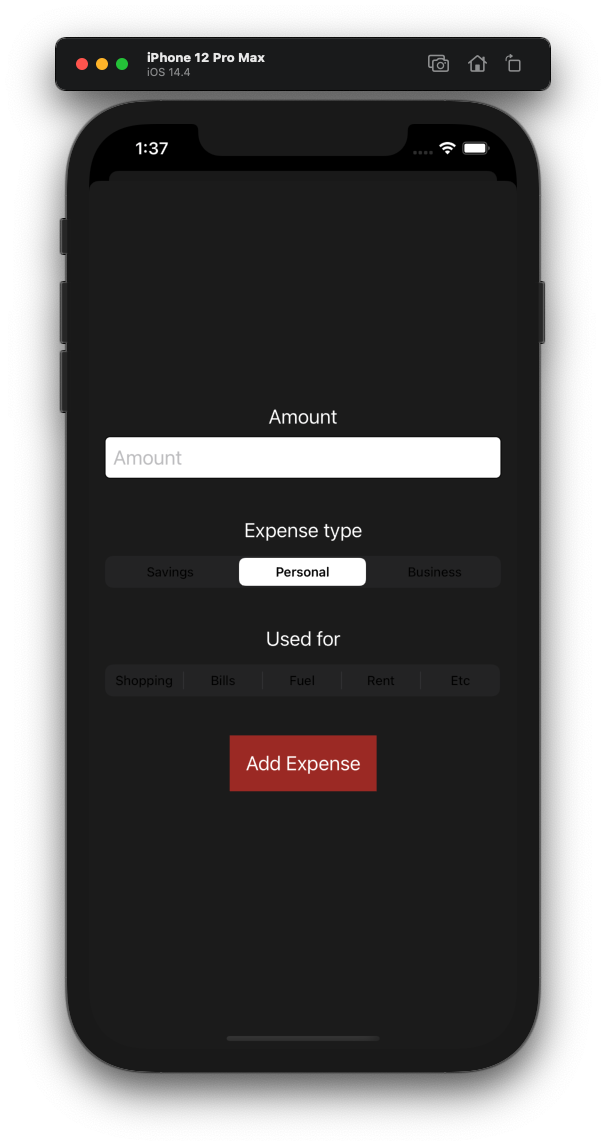 iPhone 12 Pro Max
iOS 14.4
1:37
Amount
Amount
Expense type
Savings Personal Business
Used for
Shopping Bills Fuel Rent Etc
Add Expense